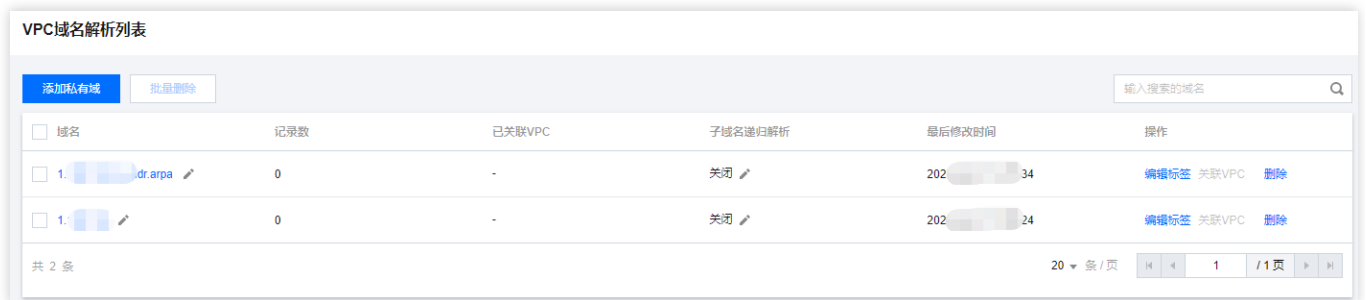 VPC域名解析列表
添加私有域 批量删除 输入搜索的域名
域名 记录数 已关联VPC 子域名递归解析 最后修改时间 操作
1. dr.arpa 0 - 关闭 202 34 编辑标签 关联VPC 删除
1. 0 - 关闭 202 24 编辑标签 关联VPC 删除
共 2 条 20 条/页 1 /1页